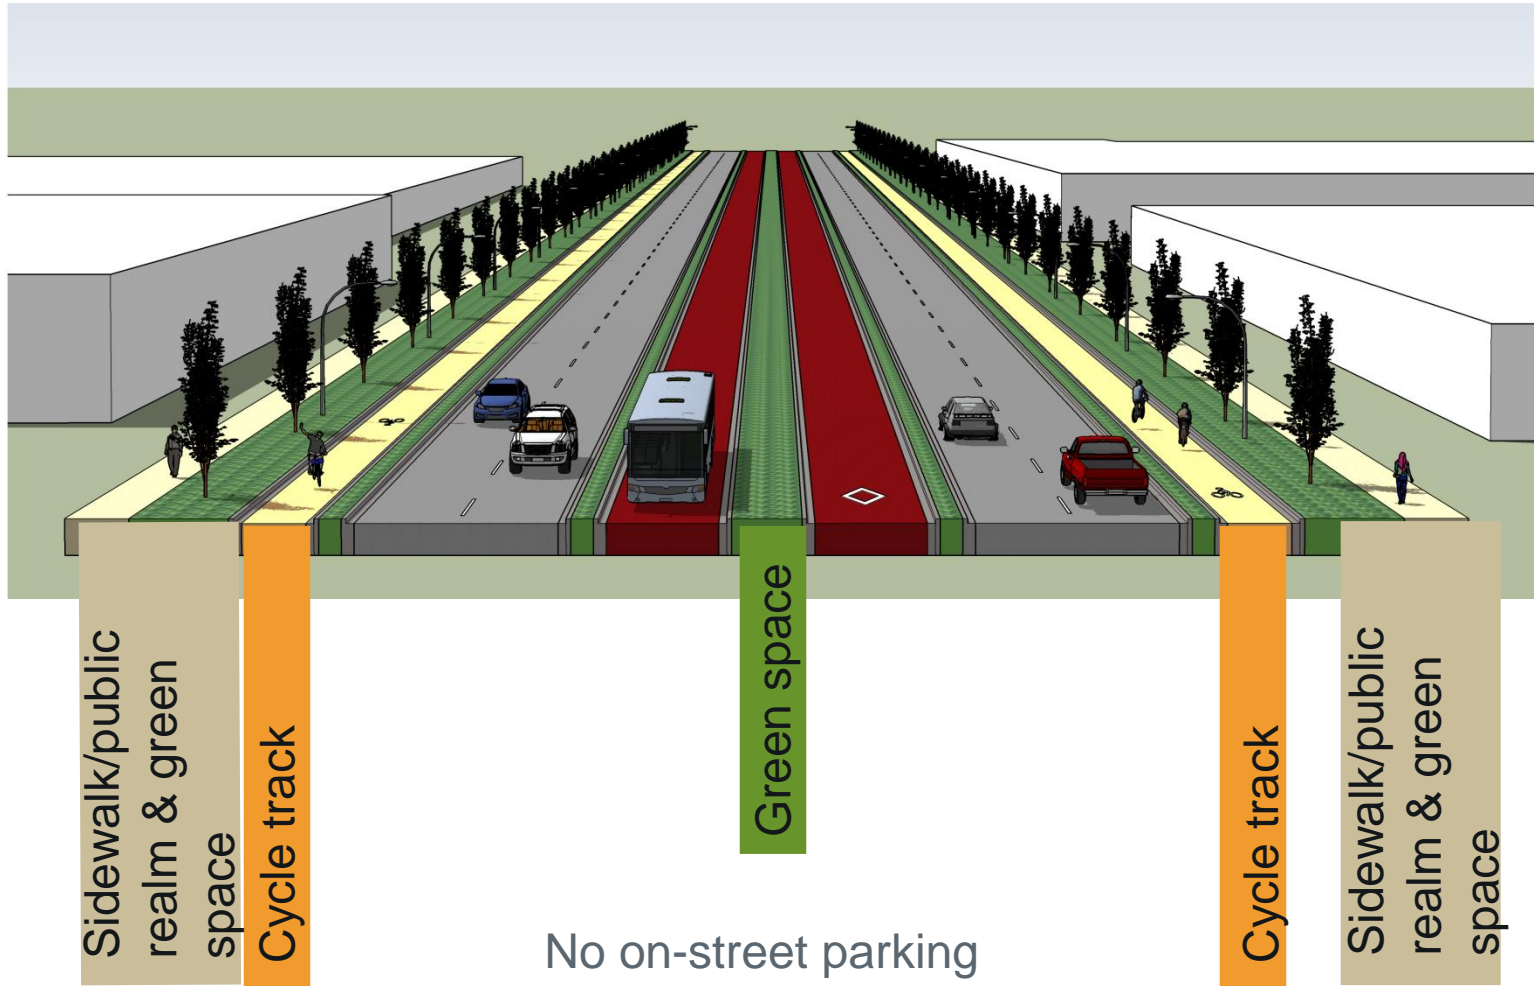 Sidewalk/public
realm & green
space
Cycle track
Green space
Cycle track
Sidewalk/public
realm & green
space
No on-street parking